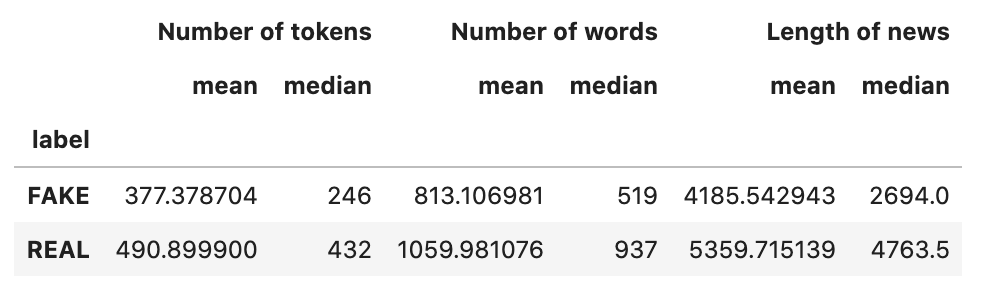 Number of tokens Number of words Length of news
mean median mean median mean median
label
FAKE 377.378704 246 813.106981 519 4185.542943 2694.0
REAL 490.899900 432 1059.981076 937 5359.715139 4763.5